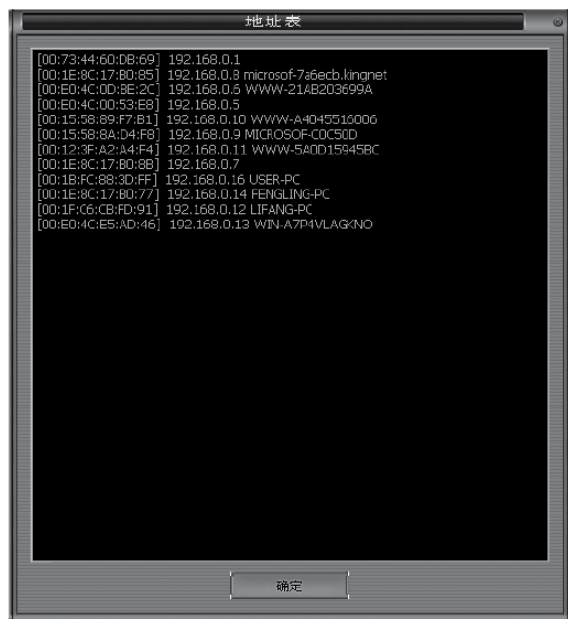 地址表
[00:73:44:60:DB:69] 192.168.0.1
[00:1E:8C:17:B0:85] 192.168.0.8 microsof-7a6ecb.kingnet
[00:E0:4C:0D:BE:2C] 192.168.0.6 WWW-21AB203699A
[00:E0:4C:00:53:E8] 192.168.0.5
[00:15:58:89:F7:B1] 192.168.0.10 WWW-A4045516006
[00:15:58:8A:D4:F8] 192.168.0.9 MICROSOF-C0C50D
[00:12:3F:A2:A4:F4] 192.168.0.11 WWW-5A0D15945BC
[00:1E:8C:17:B0:8B] 192.168.0.7
[00:1B:FC:88:3D:FF] 192.168.0.16 USER-PC
[00:1E:8C:17:B0:77] 192.168.0.14 FENGLING-PC
[00:1F:C6:CB:FD:91] 192.168.0.12 LIFANG-PC
[00:E0:4C:E5:AD:46] 192.168.0.13 WIN-A7P4VLAGKNO
确定